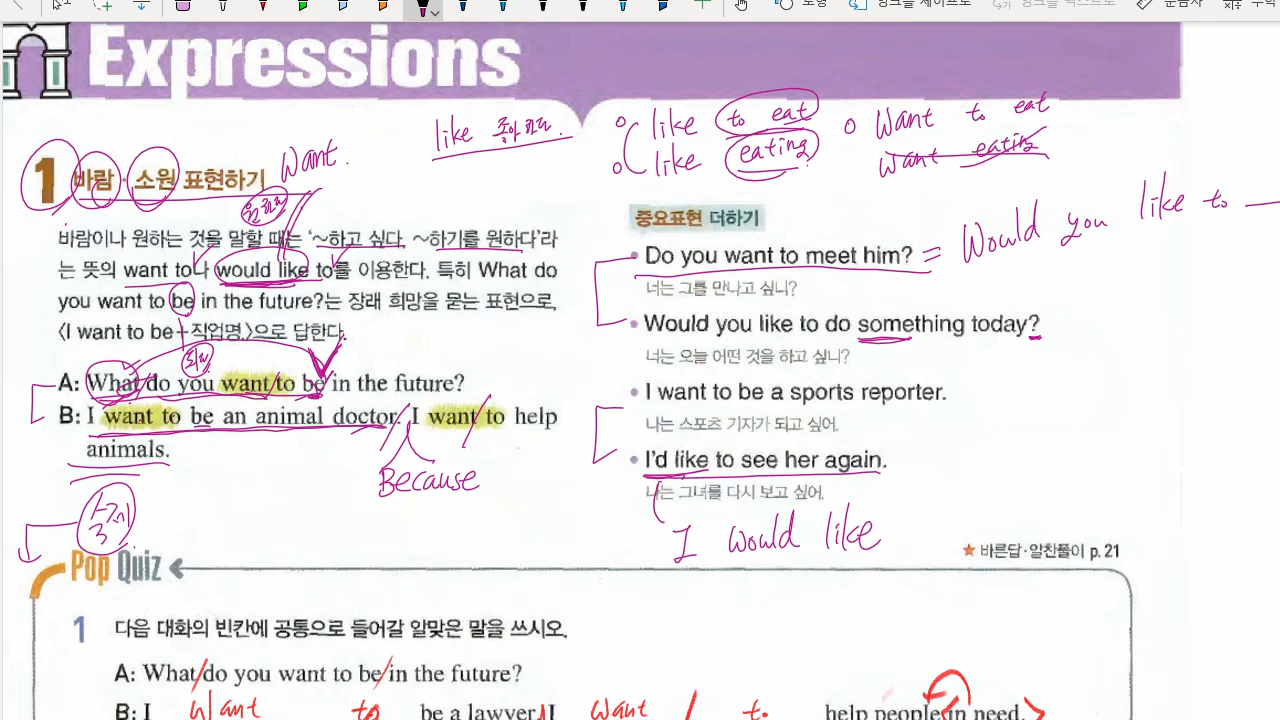 Expressions
like 좋아하다.
like to eat
like eating
Want to eat
want eating
Want.
1 바람·소원 표현하기
원하다
바람이나 원하는 것을 말할 때는 '~하고 싶다, ~하기를 원하다'라
는 뜻의 want to나 would like to를 이용한다. 특히 What do
you want to be in the future?는 장래 희망을 묻는 표현으로,
〈I want to be+직업명.〉으로 답한다.
되다
A: What do you want to be in the future?
B: I want to be an animal doctor. I want to help
animals.
Because
숙제
중요표현 더하기
• Do you want to meet him? = Would you like to
너는 그를 만나고 싶니?
• Would you like to do something today?
너는 오늘 어떤 것을 하고 싶니?
• I want to be a sports reporter.
나는 스포츠 기자가 되고 싶어.
• I'd like to see her again.
나는 그녀를 다시 보고 싶어.
I would like
★ 바른답·알찬풀이 p.21
Pop Quiz
1 다음 대화의 빈칸에 공통으로 들어갈 알맞은 말을 쓰시오.
A: What do you want to be in the future?
B: I want to be a lawyer. I want to help people in need.